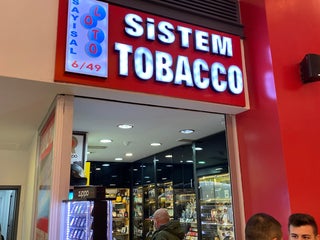 SAYISAL
LOTO
6/49
SiSTEM
TOBACCO